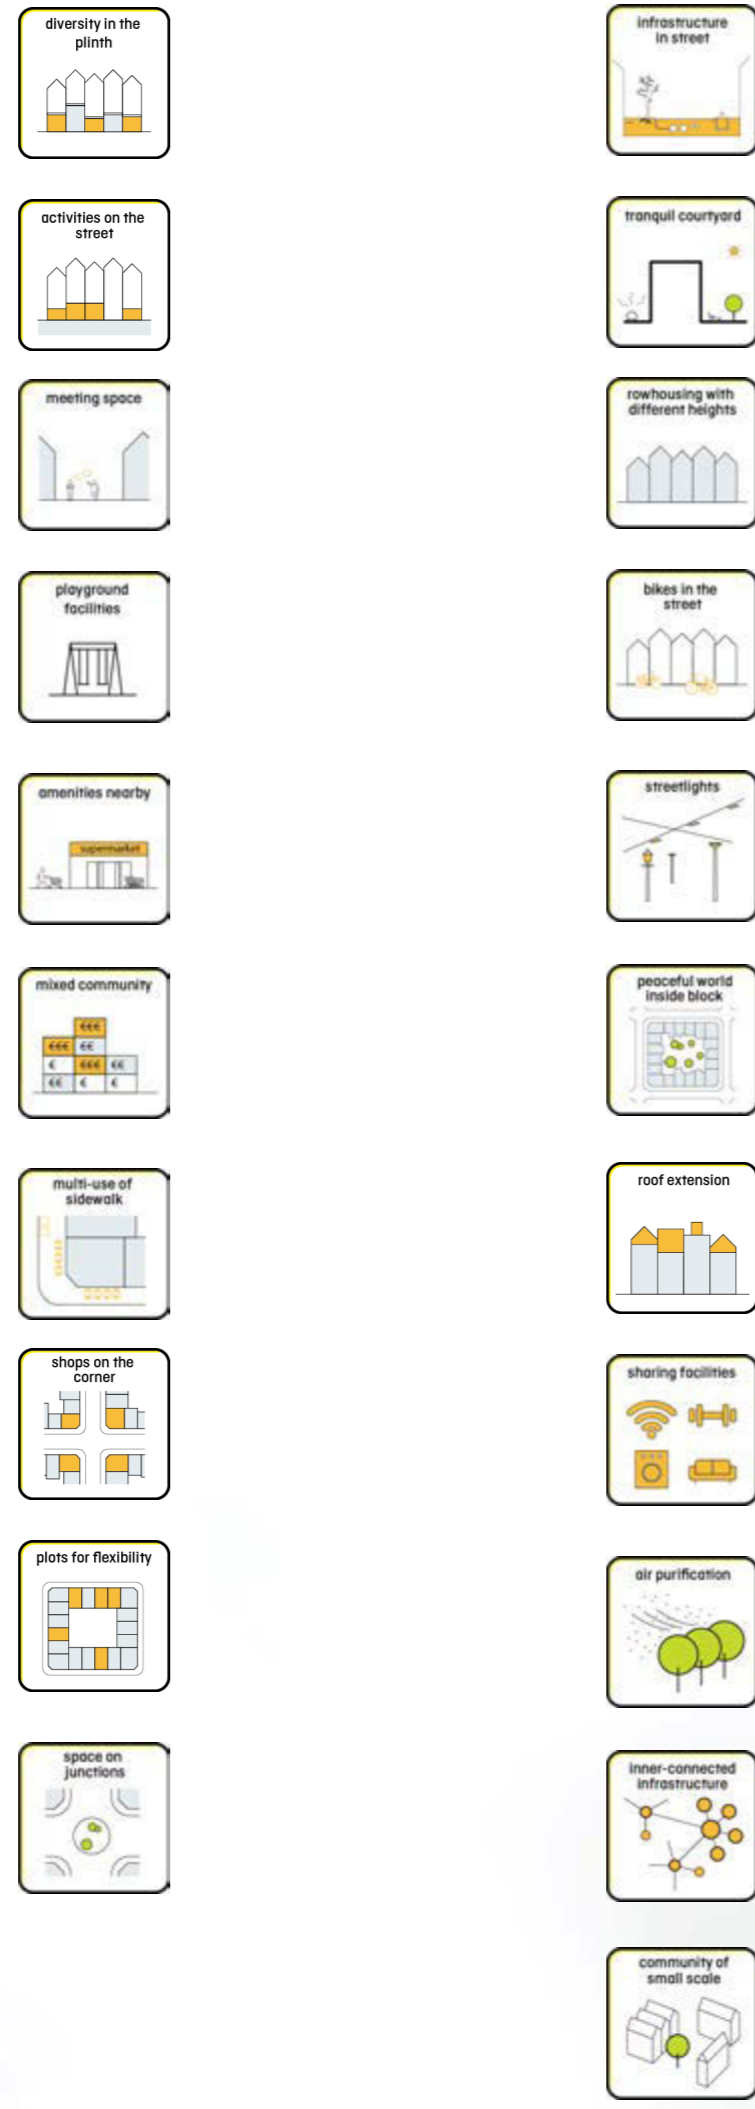 diversity in the
plinth
activities on the
street
meeting space
playground
facilities
amenities nearby
supermarket
mixed community
€€€
€€€ €€
€ €€€ €€
€€ € €
multi-use of
sidewalk
shops on the
corner
plots for flexibility
space on
junctions
infrastructure
in street
tranquil courtyard
rowhousing with
different heights
bikes in the
street
streetlights
peaceful world
inside block
roof extension
sharing facilities
air purification
inner-connected
infrastructure
community of
small scale